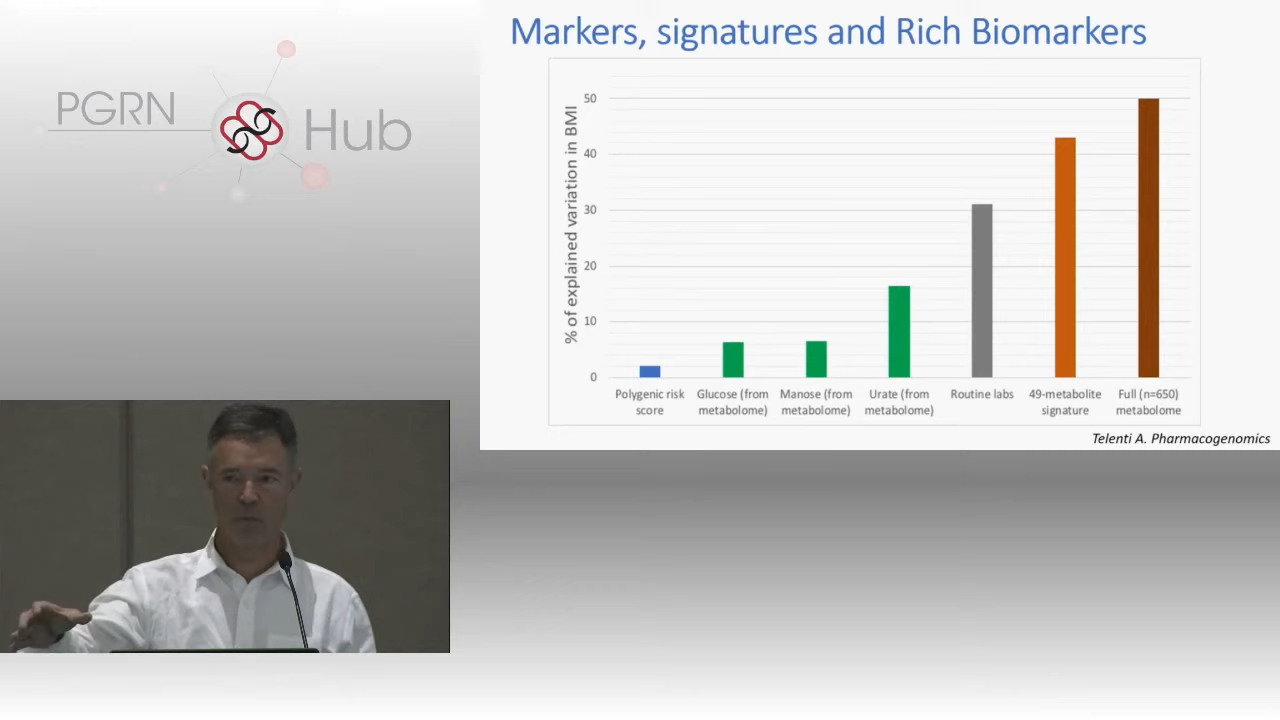 PGRN
Hub
Markers, signatures and Rich Biomarkers
% of explained variation in BMI
50
40
30
20
10
0
Polygenic risk
score
Glucose (from
metabolome)
Manose (from
metabolome)
Urate (from
metabolome)
Routine labs
49-metabolite
signature
Full (n=650)
metabolome
Telenti A. Pharmacogenomics